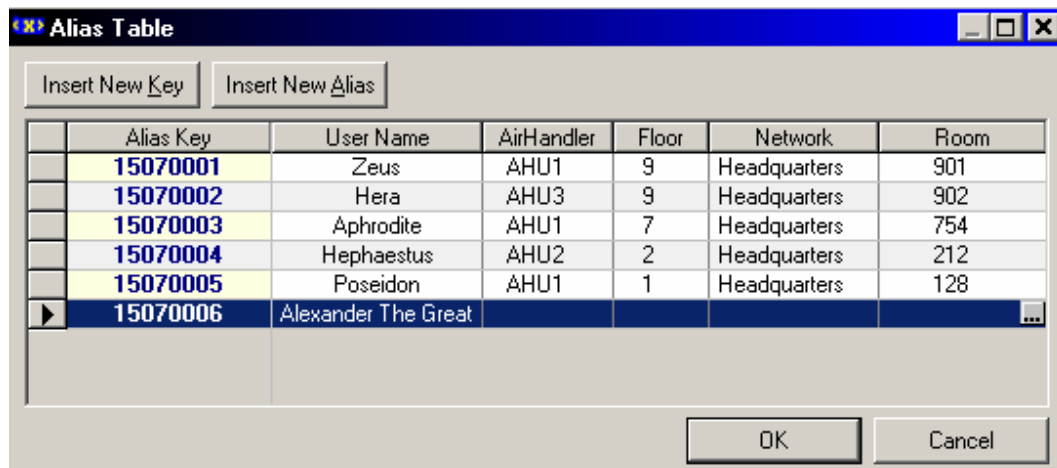 Alias Table
Insert New Key Insert New Alias
Alias Key User Name AirHandler Floor Network Room
15070001 Zeus AHU1 9 Headquarters 901
15070002 Hera AHU3 9 Headquarters 902
15070003 Aphrodite AHU1 7 Headquarters 754
15070004 Hephaestus AHU2 2 Headquarters 212
15070005 Poseidon AHU1 1 Headquarters 128
15070006 Alexander The Great ...
OK Cancel